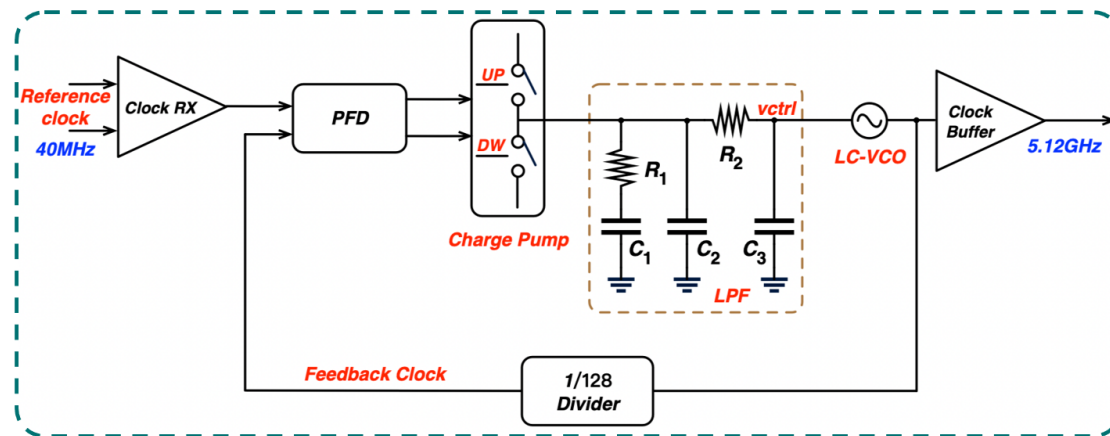 Reference
clock
40MHz
Clock RX
PFD
UP
DW
Charge Pump
R1
C1
C2
R2
C3
vctrl
LPF
LC-VCO
Clock
Buffer
5.12GHz
Feedback Clock
1/128
Divider